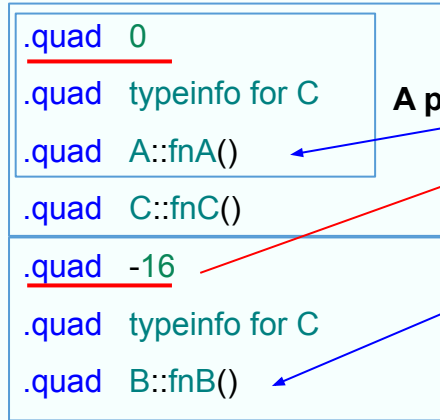 .quad 0
.quad typeinfo for C
A p
.quad A::fnA()
.quad C::fnC()
.quad -16
.quad typeinfo for C
.quad B::fnB()